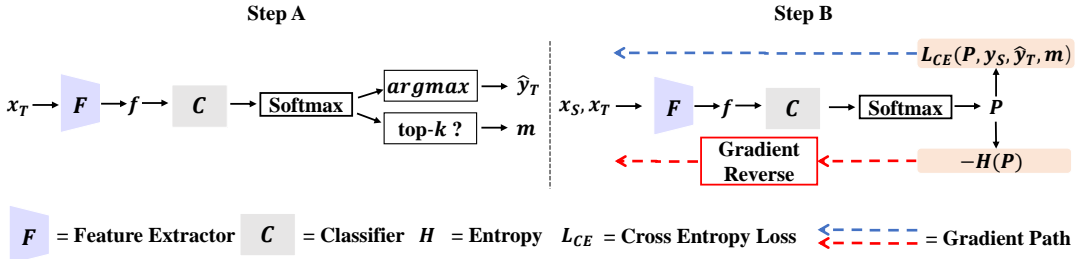 Step A
x_T F f C Softmax argmax ŷ_T
top-k ? m
Step B
L_CE(P, y_S, ŷ_T, m)
x_S, x_T F f C Softmax P
Gradient
Reverse
−H(P)
F = Feature Extractor C = Classifier H = Entropy L_CE = Cross Entropy Loss = Gradient Path